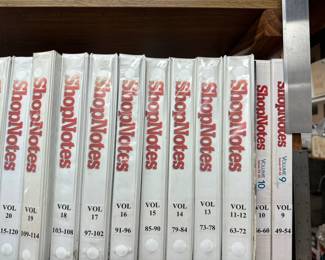 ShopNotes
VOL
20
15-120
ShopNotes
VOL
19
109-114
ShopNotes
VOL
18
103-108
ShopNotes
VOL
17
97-102
ShopNotes
VOL
16
91-96
ShopNotes
VOL
15
85-90
ShopNotes
VOL
14
79-84
ShopNotes
VOL
13
73-78
ShopNotes
VOL
11-12
63-72
ShopNotes
VOLUME 10
VOL
10
56-60
ShopNotes
VOLUME 9
VOL
9
49-54